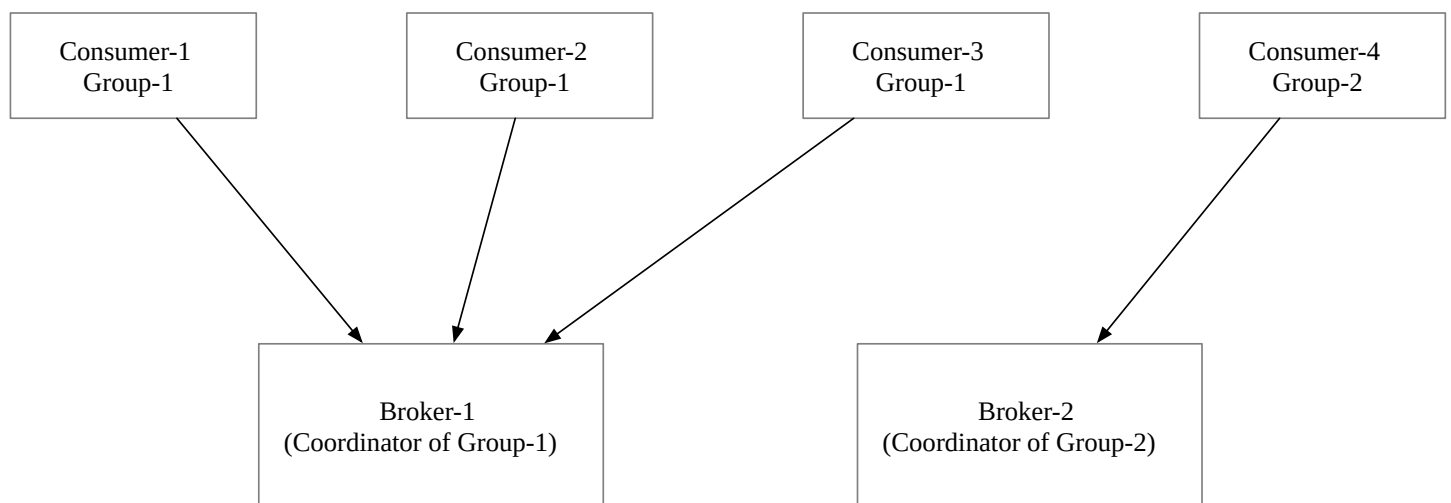 Consumer-1
Group-1
Consumer-2
Group-1
Consumer-3
Group-1
Consumer-4
Group-2
Broker-1
(Coordinator of Group-1)
Broker-2
(Coordinator of Group-2)